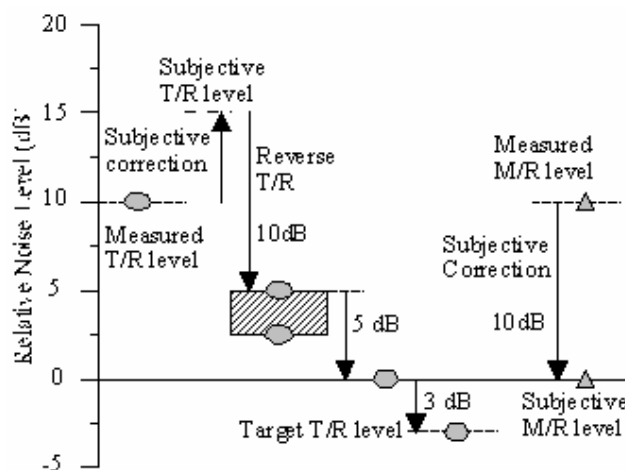 20
15
10
5
0
-5
Relative Noise Level (dB)
Subjective
T/R level
Subjective
correction
Reverse
T/R
10dB
Measured
T/R level
5 dB
3 dB
Target T/R level
Measured
M/R level
Subjective
Correction
10dB
Subjective
M/R level